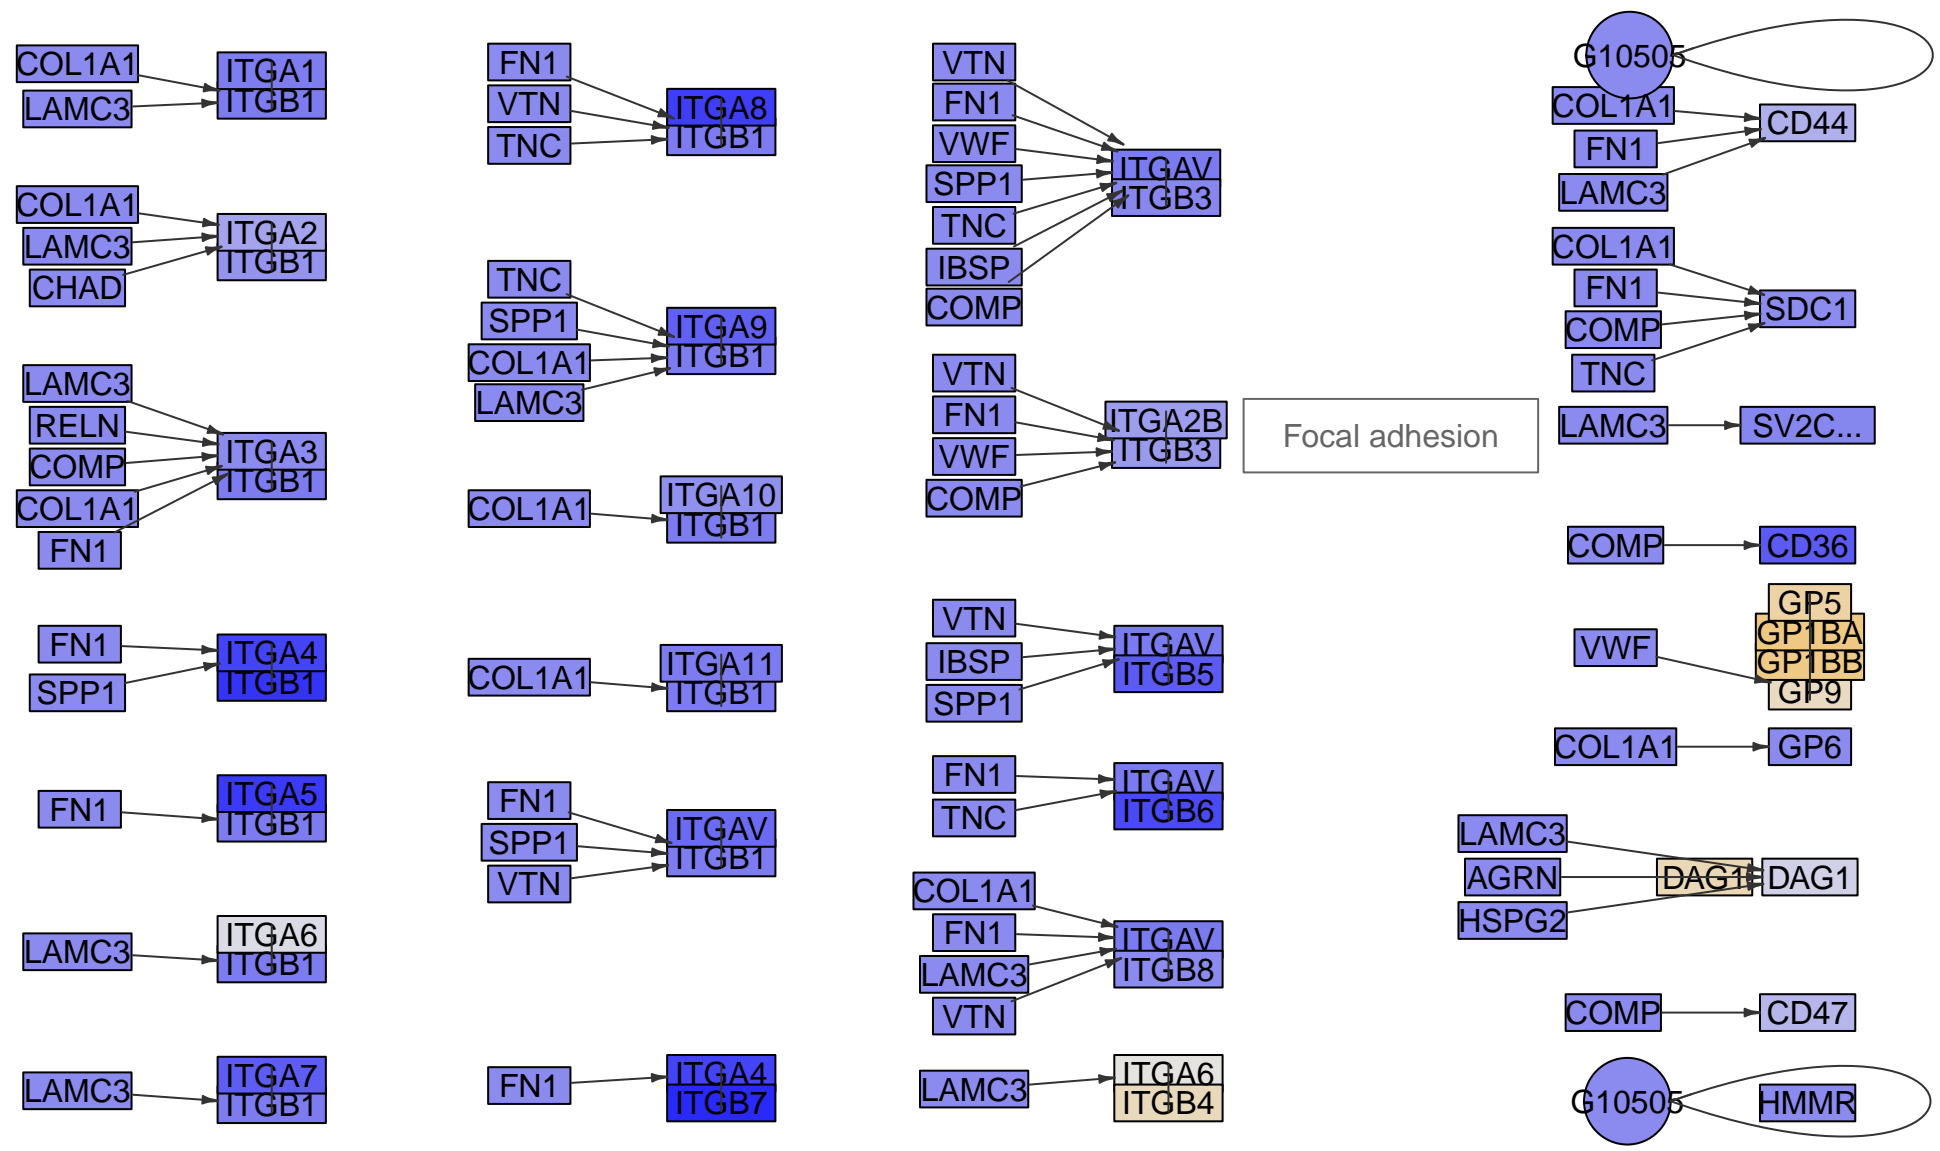 COL1A1
LAMC3
ITGA1
ITGB1
COL1A1
LAMC3
CHAD
ITGA2
ITGB1
LAMC3
RELN
COMP
COL1A1
FN1
ITGA3
ITGB1
FN1
SPP1
ITGA4
ITGB1
FN1
ITGA5
ITGB1
LAMC3
ITGA6
ITGB1
LAMC3
ITGA7
ITGB1
FN1
VTN
TNC
ITGA8
ITGB1
TNC
SPP1
COL1A1
LAMC3
ITGA9
ITGB1
COL1A1
ITGA10
ITGB1
COL1A1
ITGA11
ITGB1
FN1
SPP1
VTN
ITGAV
ITGB1
FN1
ITGA4
ITGB7
VTN
FN1
VWF
SPP1
TNC
IBSP
COMP
ITGAV
ITGB3
VTN
FN1
VWF
COMP
ITGA2B
ITGB3
Focal adhesion
VTN
IBSP
SPP1
ITGAV
ITGB5
FN1
TNC
ITGAV
ITGB6
COL1A1
FN1
LAMC3
VTN
ITGAV
ITGB8
LAMC3
ITGA6
ITGB4
G10505
COL1A1
FN1
LAMC3
CD44
COL1A1
FN1
COMP
TNC
SDC1
LAMC3
SV2C...
COMP
CD36
VWF
GP5
GP1BA
GP1BB
GP9
COL1A1
GP6
LAMC3
AGRN
HSPG2
DAG1
DAG1
COMP
CD47
G10505
HMMR